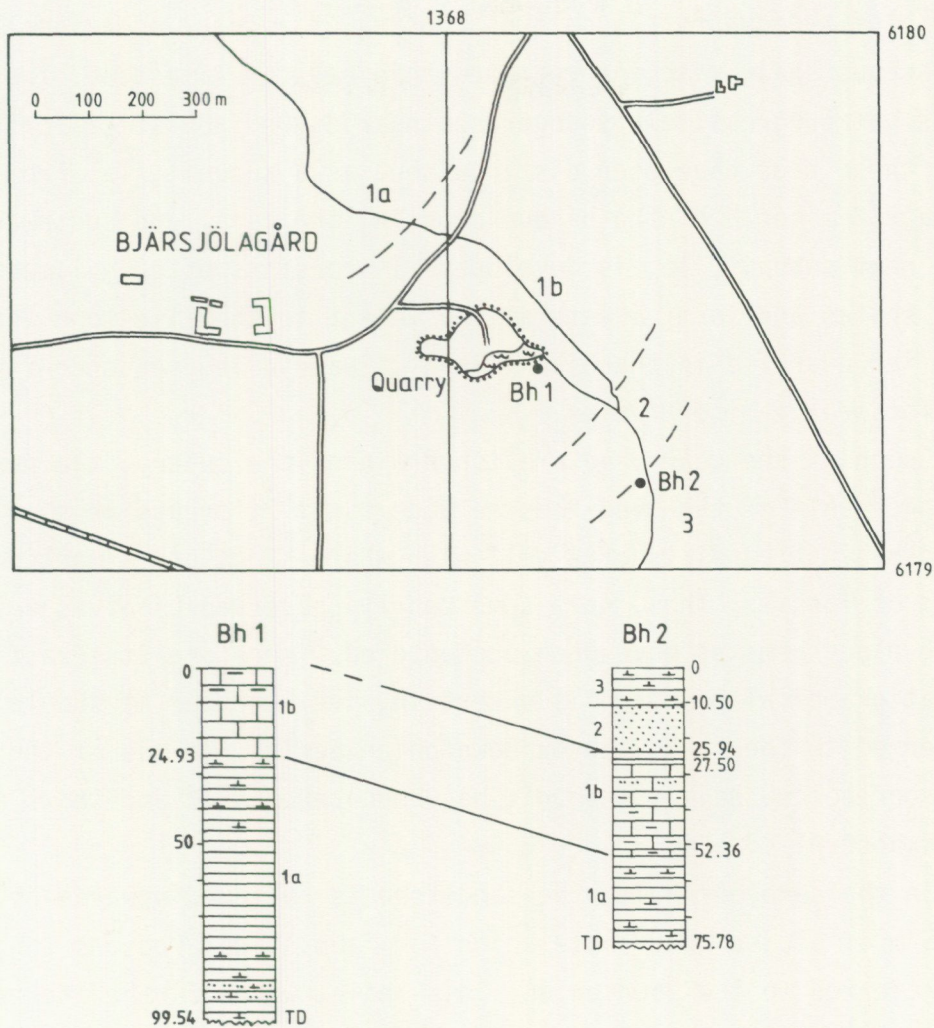 1368
6180
0 100 200 300 m
1a
BJÄRSJÖLAGÅRD
1b
Quarry
Bh 1
2
Bh 2
3
6179
Bh 1
Bh 2
0
1b
24.93
50
1a
99.54 TD
0
3
10.50
2
25.94
27.50
1b
52.36
1a
TD 75.78